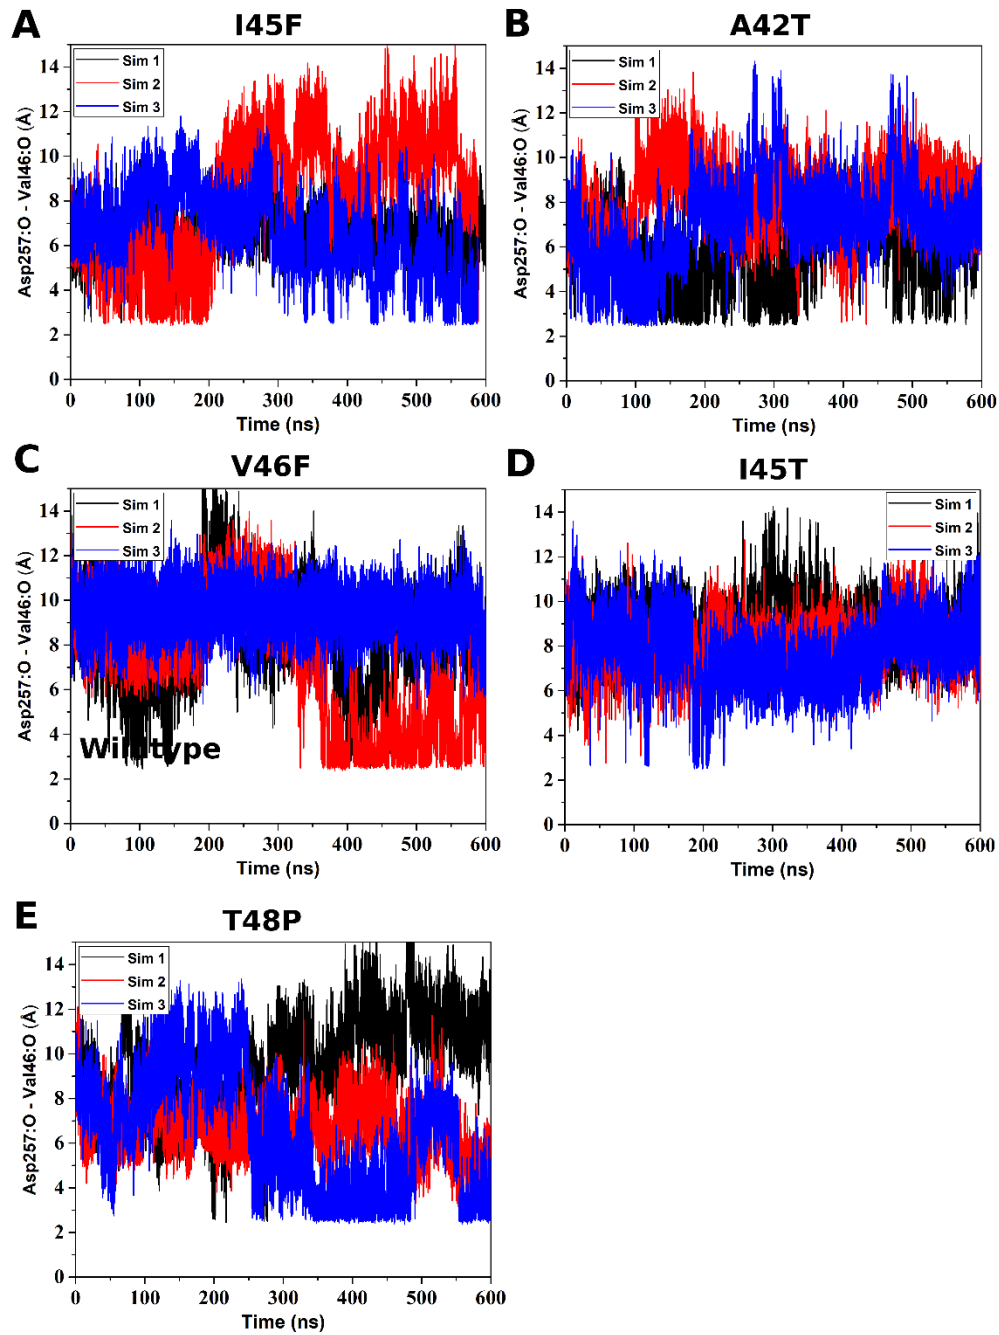 A
I45F
Sim 1
Sim 2
Sim 3
Asp257:O - Val46:O (Å)
14
12
10
8
6
4
2
0
0 100 200 300 400 500 600
Time (ns)
B
A42T
Sim 1
Sim 2
Sim 3
Asp257:O - Val46:O (Å)
14
12
10
8
6
4
2
0
0 100 200 300 400 500 600
Time (ns)
C
V46F
Sim 1
Sim 2
Sim 3
Asp257:O - Val46:O (Å)
14
12
10
8
6
4
2
0
Wildtype
0 100 200 300 400 500 600
Time (ns)
D
I45T
Sim 1
Sim 2
Sim 3
Asp257:O - Val46:O (Å)
14
12
10
8
6
4
2
0
0 100 200 300 400 500 600
Time (ns)
E
T48P
Sim 1
Sim 2
Sim 3
Asp257:O - Val46:O (Å)
14
12
10
8
6
4
2
0
0 100 200 300 400 500 600
Time (ns)